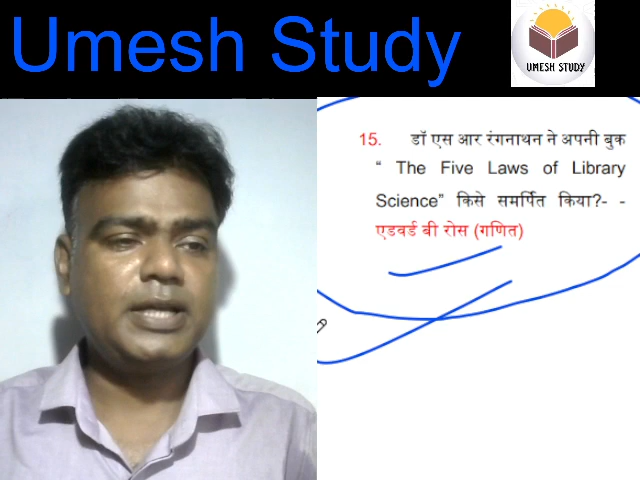 Umesh Study
UMESH STUDY
15. डॉ एस आर रंगनाथन ने अपनी बुक
“ The Five Laws of Library
Science” किसे समर्पित किया?- -
एडवर्ड बी रोस (गणित)